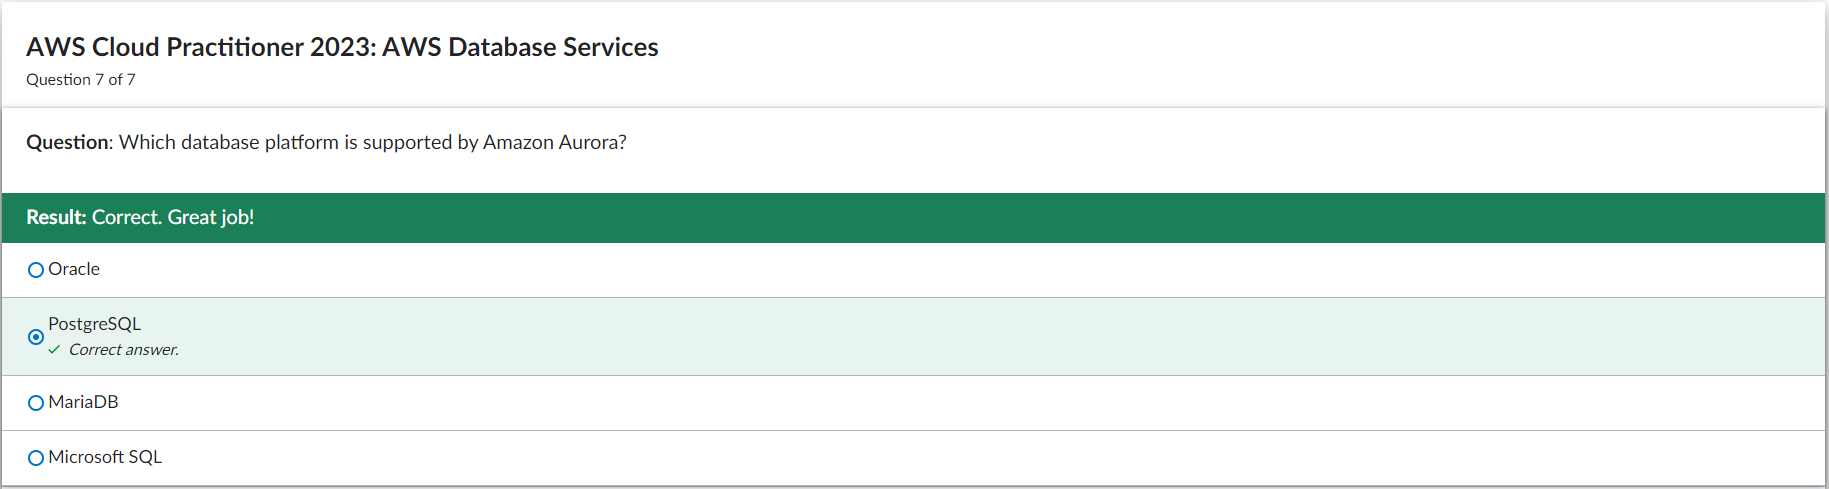 AWS Cloud Practitioner 2023: AWS Database Services
Question 7 of 7
Question: Which database platform is supported by Amazon Aurora?
Result: Correct. Great job!
Oracle
PostgreSQL
✓ Correct answer.
MariaDB
Microsoft SQL